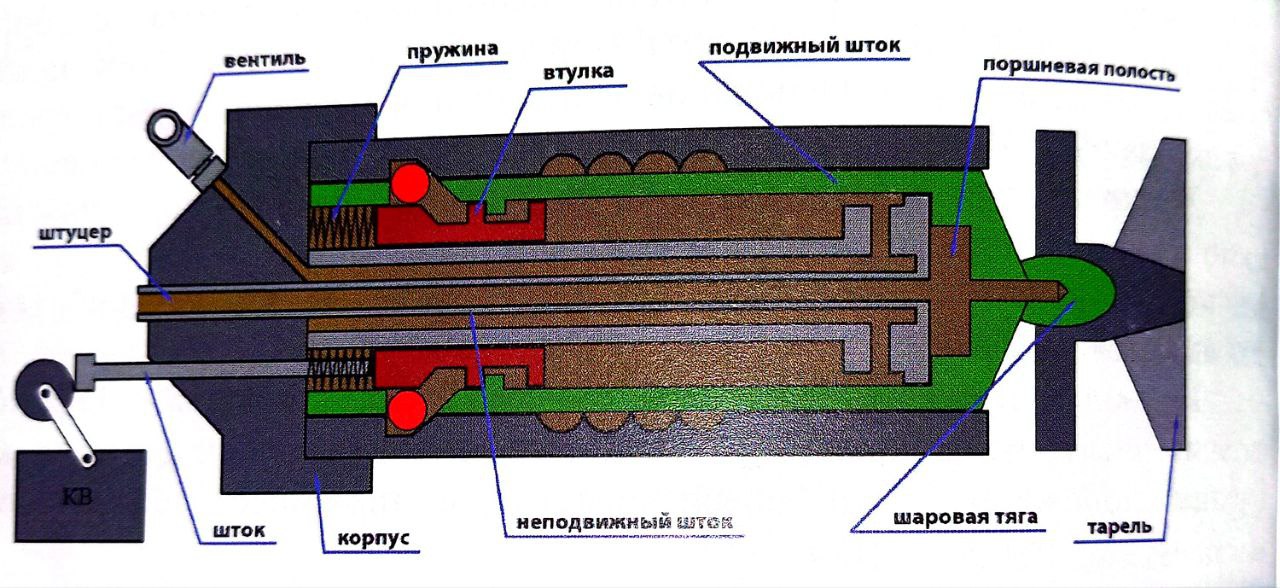 вентиль
пружина
втулка
подвижный шток
поршневая полость
штуцер
КВ
шток
корпус
неподвижный шток
шаровая тяга
тарель